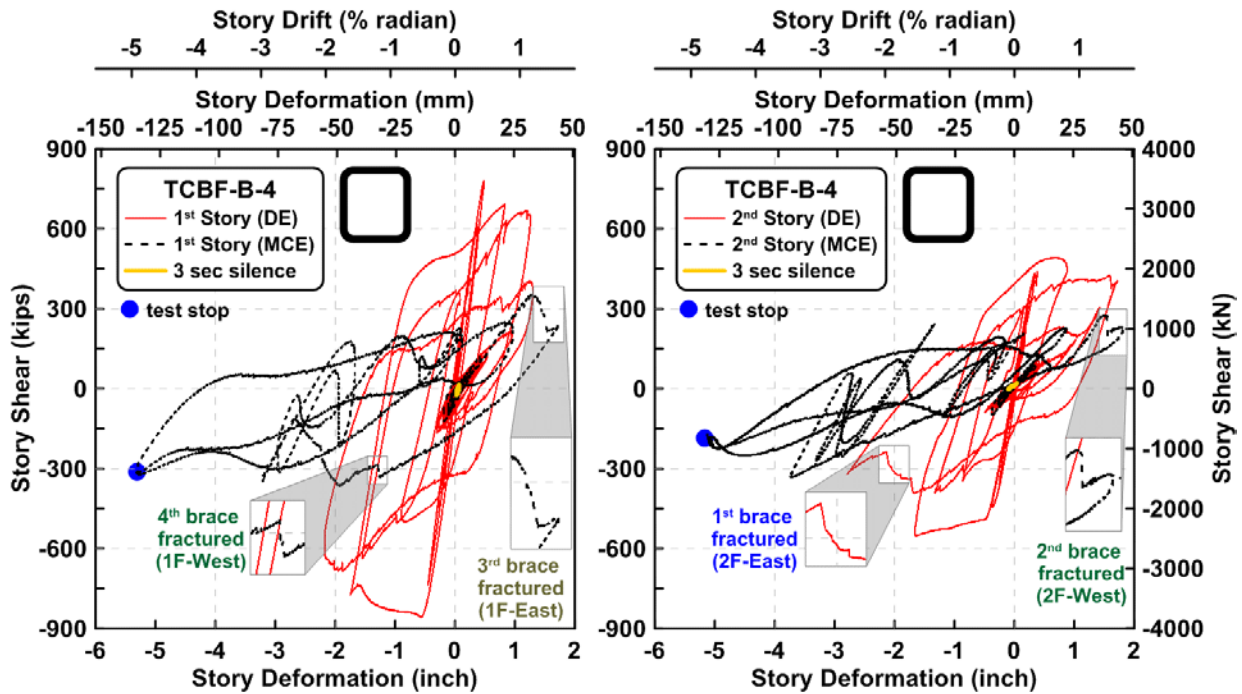 Story Drift (% radian)
-5 -4 -3 -2 -1 0 1
Story Deformation (mm)
-150 -125 -100 -75 -50 -25 0 25 50
900
600
300
0
-300
-600
-900
Story Shear (kips)
TCBF-B-4
1st Story (DE)
1st Story (MCE)
3 sec silence
test stop
4th brace
fractured
(1F-West)
3rd brace
fractured
(1F-East)
-6 -5 -4 -3 -2 -1 0 1 2
Story Deformation (inch)
Story Drift (% radian)
-5 -4 -3 -2 -1 0 1
Story Deformation (mm)
-150 -125 -100 -75 -50 -25 0 25 50
900
600
300
0
-300
-600
-900
TCBF-B-4
2nd Story (DE)
2nd Story (MCE)
3 sec silence
test stop
1st brace
fractured
(2F-East)
2nd brace
fractured
(2F-West)
4000
3000
2000
1000
0
-1000
-2000
-3000
-4000
Story Shear (kN)
-6 -5 -4 -3 -2 -1 0 1 2
Story Deformation (inch)